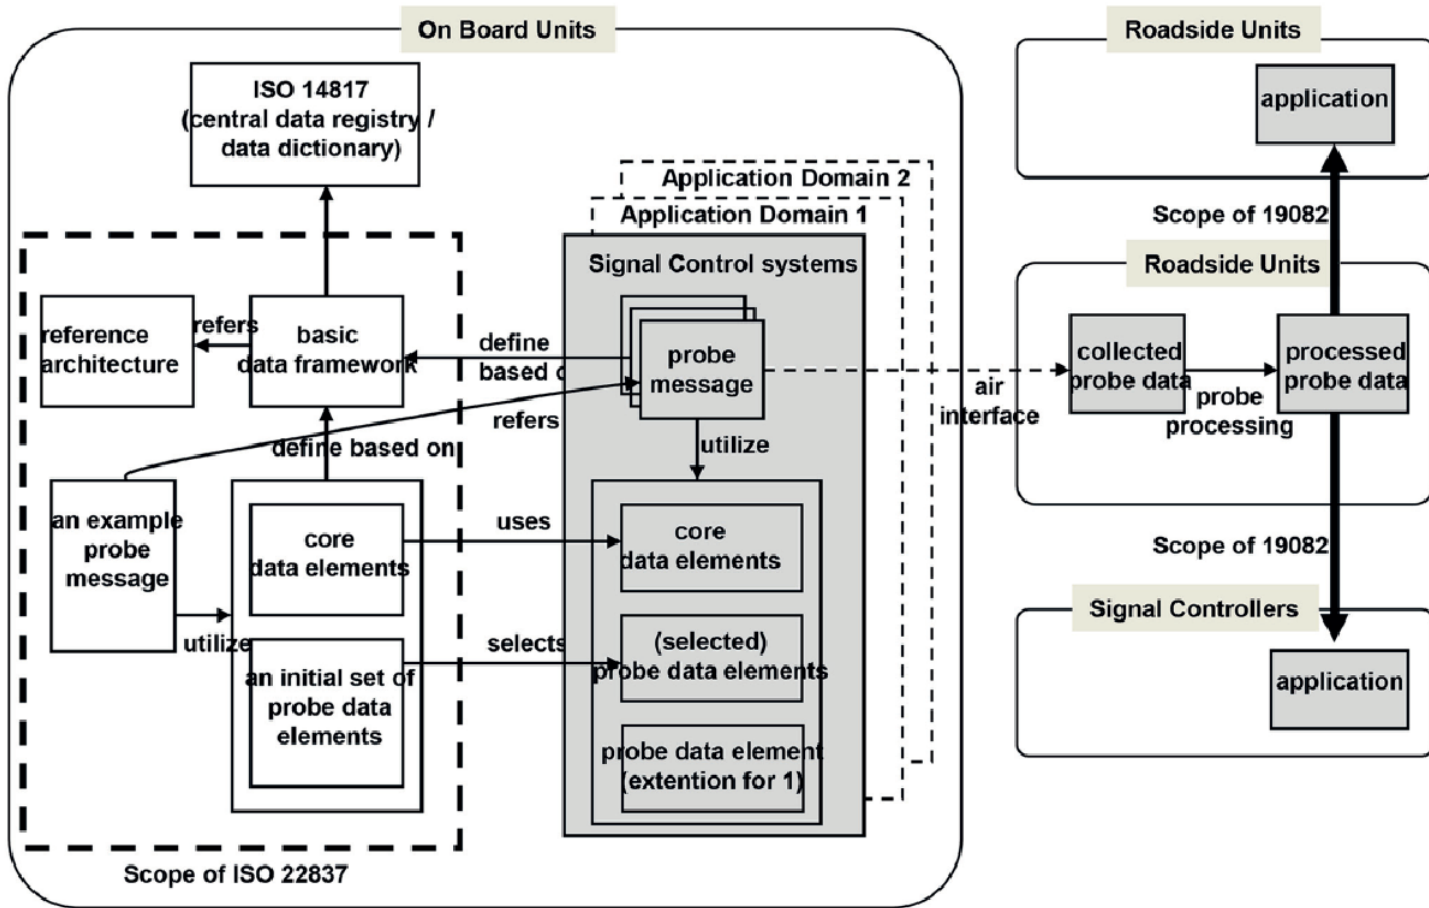 On Board Units
ISO 14817
(central data registry /
data dictionary)
reference
architecture
refers
basic
data framework
define based on
an example
probe
message
utilize
core
data elements
an initial set of
probe data
elements
Scope of ISO 22837
define
based o
refers
uses
selects
Application Domain 2
Application Domain 1
Signal Control systems
probe
message
utilize
core
data elements
(selected)
probe data elements
probe data element
(extention for 1)
air
interface
Roadside Units
application
Scope of 19082
Roadside Units
collected
probe data
probe
processing
processed
probe data
Scope of 19082
Signal Controllers
application